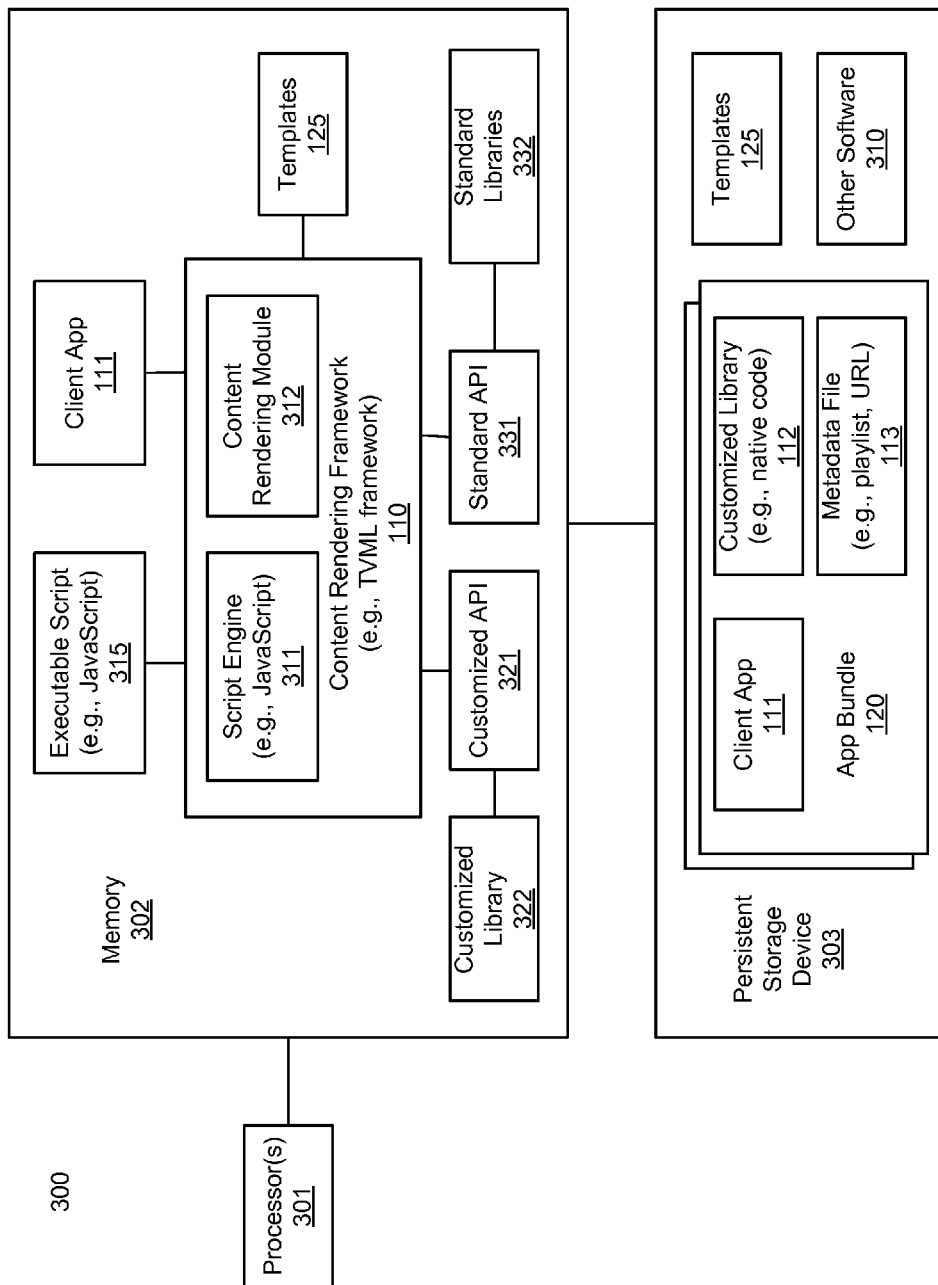 300
Processor(s)
301
Memory
302
Executable Script
(e.g., JavaScript)
315
Client App
111
Script Engine
(e.g., JavaScript)
311
Content
Rendering Module
312
Content Rendering Framework
(e.g., TVML framework)
110
Templates
125
Customized
Library
322
Customized API
321
Standard API
331
Standard
Libraries
332
Persistent
Storage
Device
303
Client App
111
App Bundle
120
Customized Library
(e.g., native code)
112
Metadata File
(e.g., playlist, URL)
113
Templates
125
Other Software
310